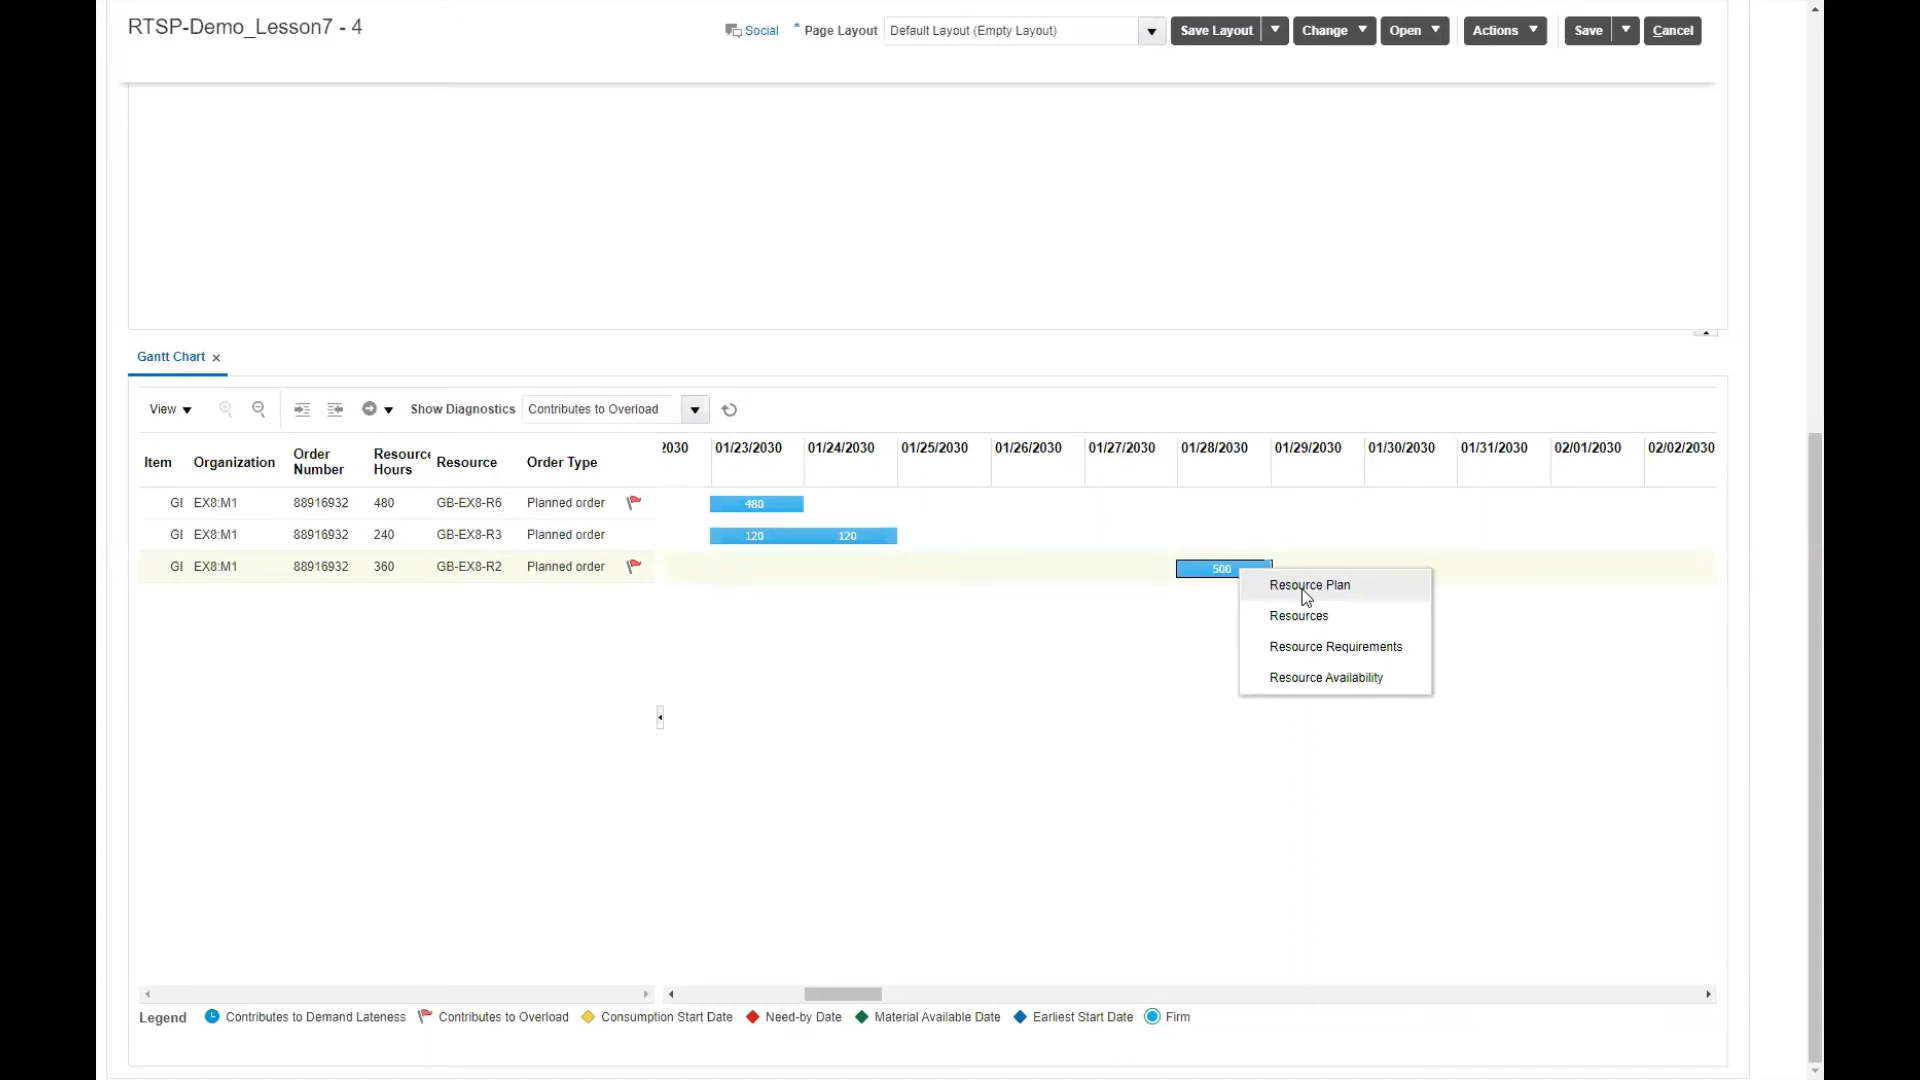 RTSP-Demo_Lesson7 - 4
Social
* Page Layout
Default Layout (Empty Layout)
Save Layout
Change
Open
Actions
Save
Cancel
Gantt Chart
View
Show Diagnostics
Contributes to Overload
Item Organization Order Number Resource Hours Resource Order Type
2030 01/23/2030 01/24/2030 01/25/2030 01/26/2030 01/27/2030 01/28/2030 01/29/2030 01/30/2030 01/31/2030 02/01/2030 02/02/2030
GI EX8:M1 88916932 480 GB-EX8-R6 Planned order 480
GI EX8:M1 88916932 240 GB-EX8-R3 Planned order 120 120
GI EX8:M1 88916932 360 GB-EX8-R2 Planned order 500
Resource Plan
Resources
Resource Requirements
Resource Availability
Legend Contributes to Demand Lateness Contributes to Overload Consumption Start Date Need-by Date Material Available Date Earliest Start Date Firm